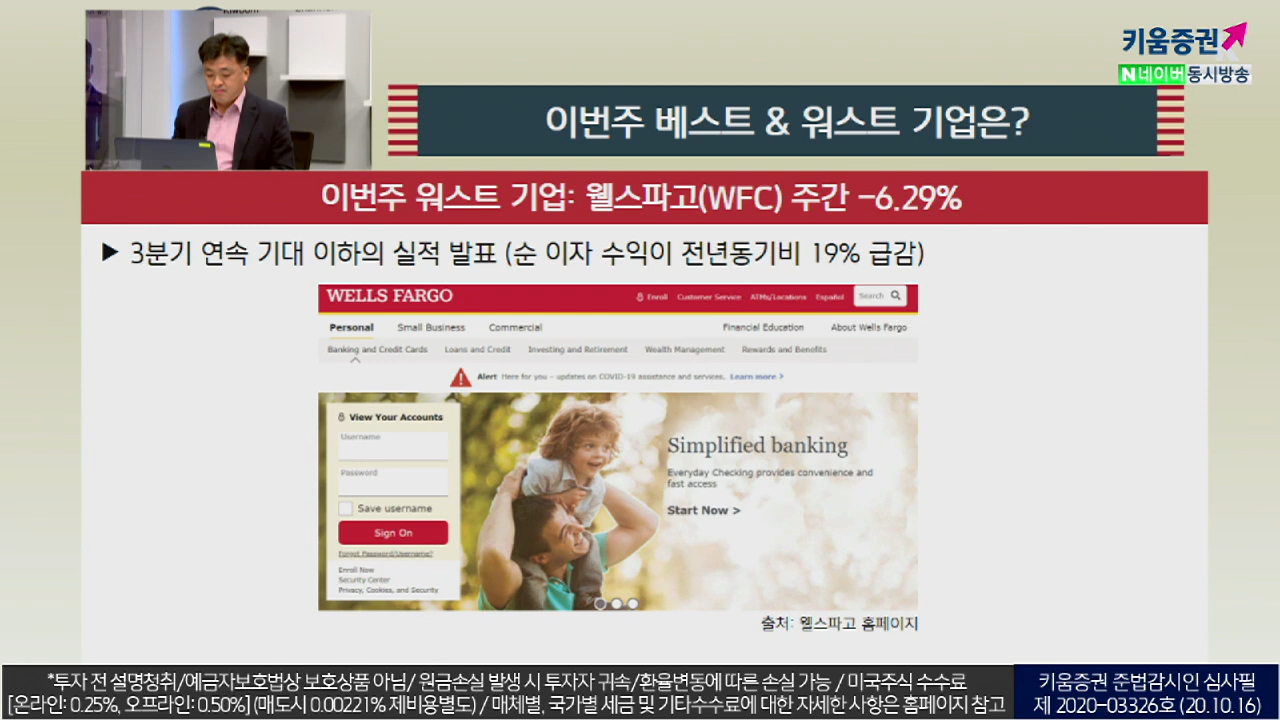 키움증권
N 네이버 동시방송
이번주 베스트 & 워스트 기업은?
이번주 워스트 기업: 웰스파고(WFC) 주간 -6.29%
▶ 3분기 연속 기대 이하의 실적 발표 (순 이자 수익이 전년동기비 19% 급감)
WELLS FARGO
Enroll Customer Service ATMs/Locations Español Search
Personal Small Business Commercial Financial Education About Wells Fargo
Banking and Credit Cards Loans and Credit Investing and Retirement Wealth Management Rewards and Benefits
Alert Here for you – updates on COVID-19 assistance and services. Learn more >
View Your Accounts
Username
Password
Save username
Sign On
Forgot Password/Username?
Enroll Now
Security Center
Privacy, Cookies, and Security
Simplified banking
Everyday Checking provides convenience and
fast access
Start Now >
출처: 웰스파고 홈페이지
*투자 전 설명청취/예금자보호법상 보호상품 아님/ 원금손실 발생 시 투자자 귀속/환율변동에 따른 손실 가능 / 미국주식 수수료
[온라인: 0.25%, 오프라인: 0.50%] (매도시 0.00221% 제비용별도) / 매체별, 국가별 세금 및 기타수수료에 대한 자세한 사항은 홈페이지 참고
키움증권 준법감시인 심사필
제 2020-03326호 (20.10.16)